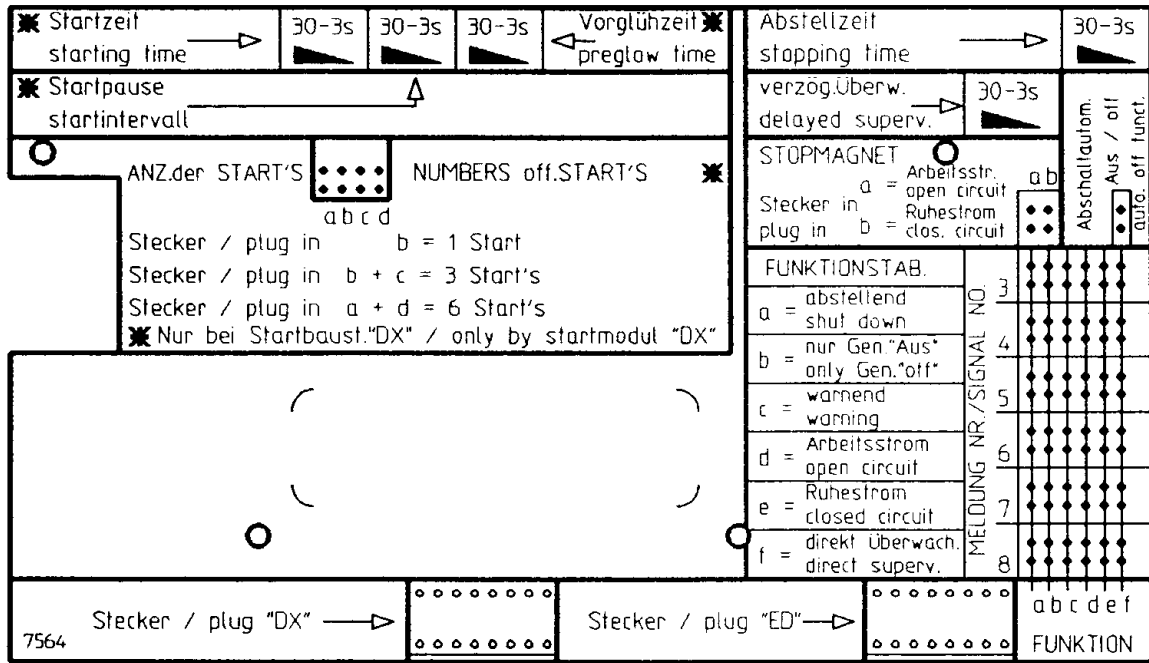 ✷ Startzeit
starting time
30-3s
30-3s
30-3s
Vorglühzeit ✷
preglow time
✷ Startpause
startintervall
ANZ.der START'S
NUMBERS off.START'S ✷
a b c d
Stecker / plug in b = 1 Start
Stecker / plug in b + c = 3 Start's
Stecker / plug in a + d = 6 Start's
✷ Nur bei Startbaust."DX" / only by startmodul "DX"
Abstellzeit
stopping time
30-3s
verzög.Überw.
delayed superv.
30-3s
STOPMAGNET
Stecker in
plug in
a = Arbeitsstr.
open circuit
b = Ruhestrom
clos. circuit
a b
Abschaltautom.
Aus / off
auto. off funct.
FUNKTIONSTAB.
a = abstellend
shut down
b = nur Gen."Aus"
only Gen."off"
c = warnend
warning
d = Arbeitsstrom
open circuit
e = Ruhestrom
closed circuit
f = direkt Überwach.
direct superv.
MELDUNG NR./SIGNAL NO.
3
4
5
6
7
8
a b c d e f
FUNKTION
Stecker / plug "DX"
Stecker / plug "ED"
7564